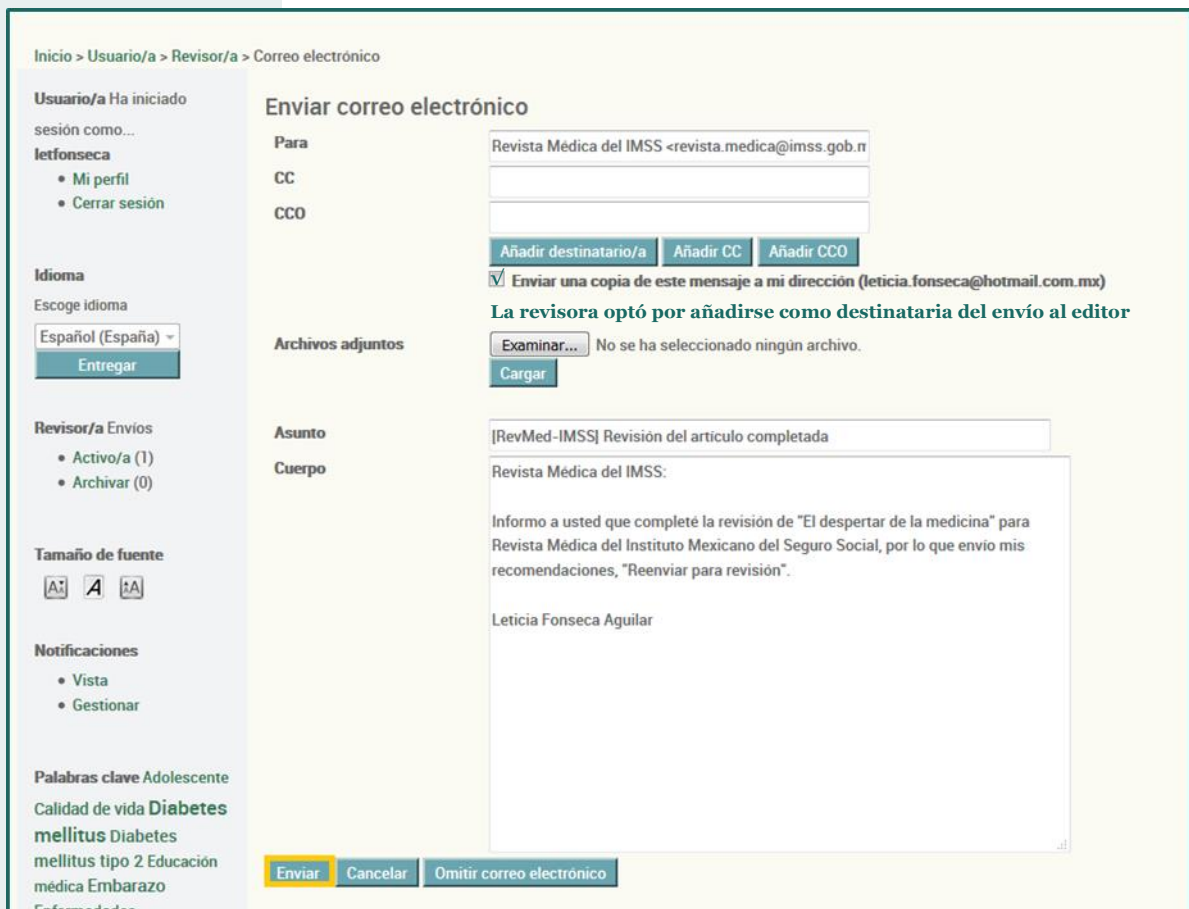 Inicio > Usuario/a > Revisor/a > Correo electrónico
Usuario/a Ha iniciado
sesión como...
letfonseca
• Mi perfil
• Cerrar sesión
Idioma
Escoge idioma
Español (España)
Entregar
Revisor/a Envíos
• Activo/a (1)
• Archivar (0)
Tamaño de fuente
A A A
Notificaciones
• Vista
• Gestionar
Palabras clave Adolescente
Calidad de vida Diabetes
mellitus Diabetes
mellitus tipo 2 Educación
médica Embarazo
Enfermedades
Enviar correo electrónico
Para
Revista Médica del IMSS <revista.medica@imss.gob.m
CC
CCO
Añadir destinatario/a Añadir CC Añadir CCO
Enviar una copia de este mensaje a mi dirección (leticia.fonseca@hotmail.com.mx)
La revisora optó por añadirse como destinataria del envío al editor
Archivos adjuntos
Examinar... No se ha seleccionado ningún archivo.
Cargar
Asunto
[RevMed-IMSS] Revisión del artículo completada
Cuerpo
Revista Médica del IMSS:
Informo a usted que completé la revisión de "El despertar de la medicina" para
Revista Médica del Instituto Mexicano del Seguro Social, por lo que envío mis
recomendaciones, "Reenviar para revisión".
Leticia Fonseca Aguilar
Enviar Cancelar Omitir correo electrónico